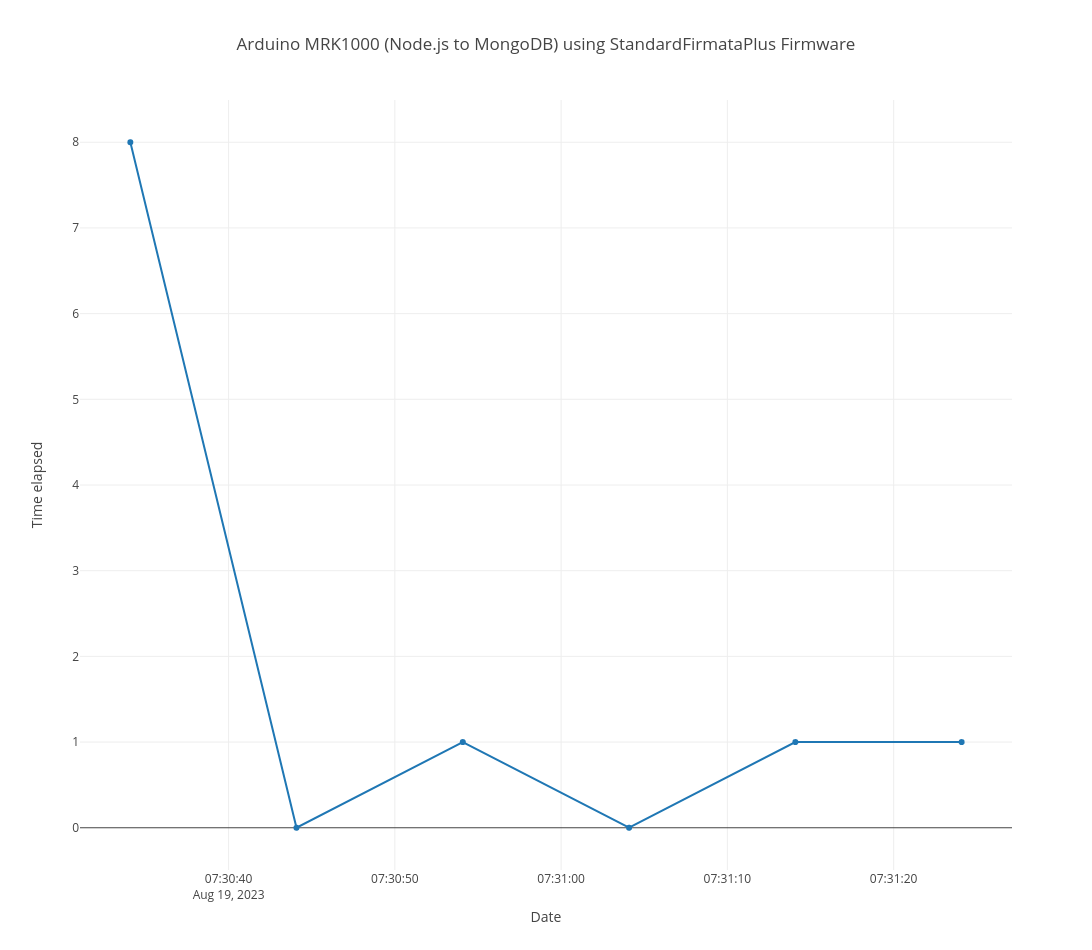 Arduino MRK1000 (Node.js to MongoDB) using StandardFirmataPlus Firmware
8
7
6
5
4
3
2
1
0
Time elapsed
07:30:40 07:30:50 07:31:00 07:31:10 07:31:20
Aug 19, 2023
Date